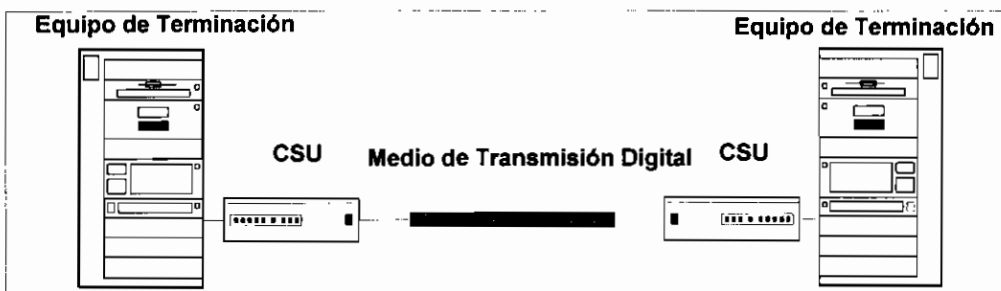 Equipo de Terminación
Equipo de Terminación
CSU
Medio de Transmisión Digital
CSU